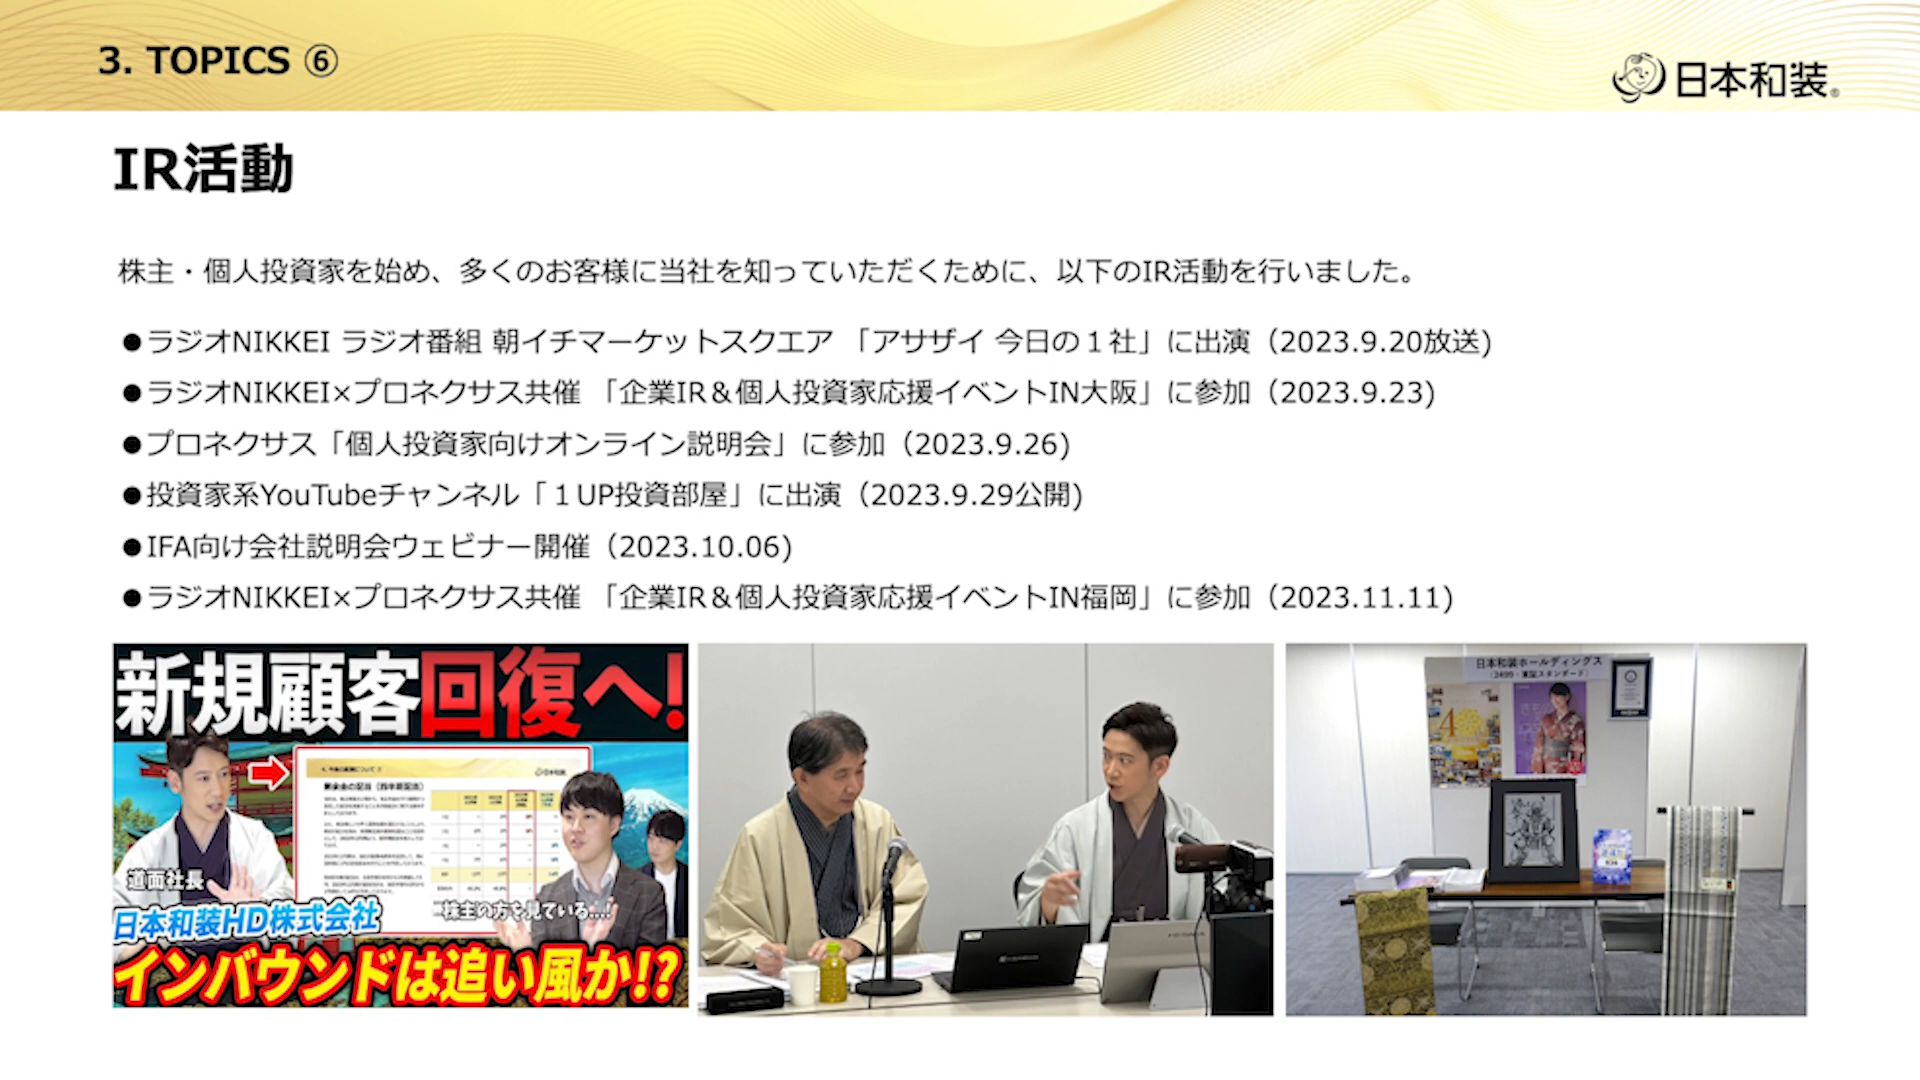 3. TOPICS ⑥
日本和装®
IR活動
株主・個人投資家を始め、多くのお客様に当社を知っていただくために、以下のIR活動を行いました。
●ラジオNIKKEI ラジオ番組 朝イチマーケットスクエア 「アサザイ 今日の１社」に出演（2023.9.20放送)
●ラジオNIKKEI×プロネクサス共催 「企業IR＆個人投資家応援イベントIN大阪」に参加（2023.9.23)
●プロネクサス「個人投資家向けオンライン説明会」に参加（2023.9.26)
●投資家系YouTubeチャンネル「１UP投資部屋」に出演（2023.9.29公開)
●IFA向け会社説明会ウェビナー開催（2023.10.06)
●ラジオNIKKEI×プロネクサス共催 「企業IR＆個人投資家応援イベントIN福岡」に参加（2023.11.11)
新規顧客回復へ!
道面社長
株主の方を見ている...!
日本和装HD株式会社
インバウンドは追い風か!?
日本和装ホールディングス
（2499・東証スタンダード）